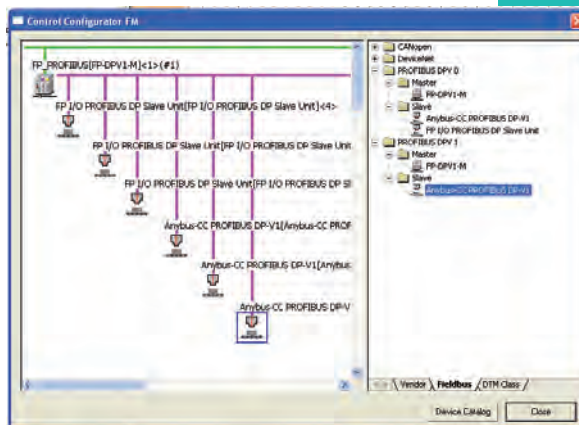 Control Configurator FM
FP_PROFIBUS[FP-DPV1-M]<1>(#1)
FP I/O PROFIBUS DP Slave Unit[FP I/O PROFIBUS DP Slave Unit]<4>
FP I/O PROFIBUS DP Slave Unit[FP I/O PROFIBUS DP Slave Unit
FP I/O PROFIBUS DP Slave Unit[FP I/O PROFIBUS DP Sl
Anybus-CC PROFIBUS DP-V1[Anybus-CC PROF
Anybus-CC PROFIBUS DP-V1[Anybus-
Anybus-CC PROFIBUS DP-V
CANopen
DeviceNet
PROFIBUS DPV 0
Master
FP-DPV1-M
Slave
Anybus-CC PROFIBUS DP-V1
FP I/O PROFIBUS DP Slave Unit
PROFIBUS DPV 1
Master
FP-DPV1-M
Slave
Anybus-CC PROFIBUS DP-V1
Vendor Fieldbus DTM Class
Device Catalog Close